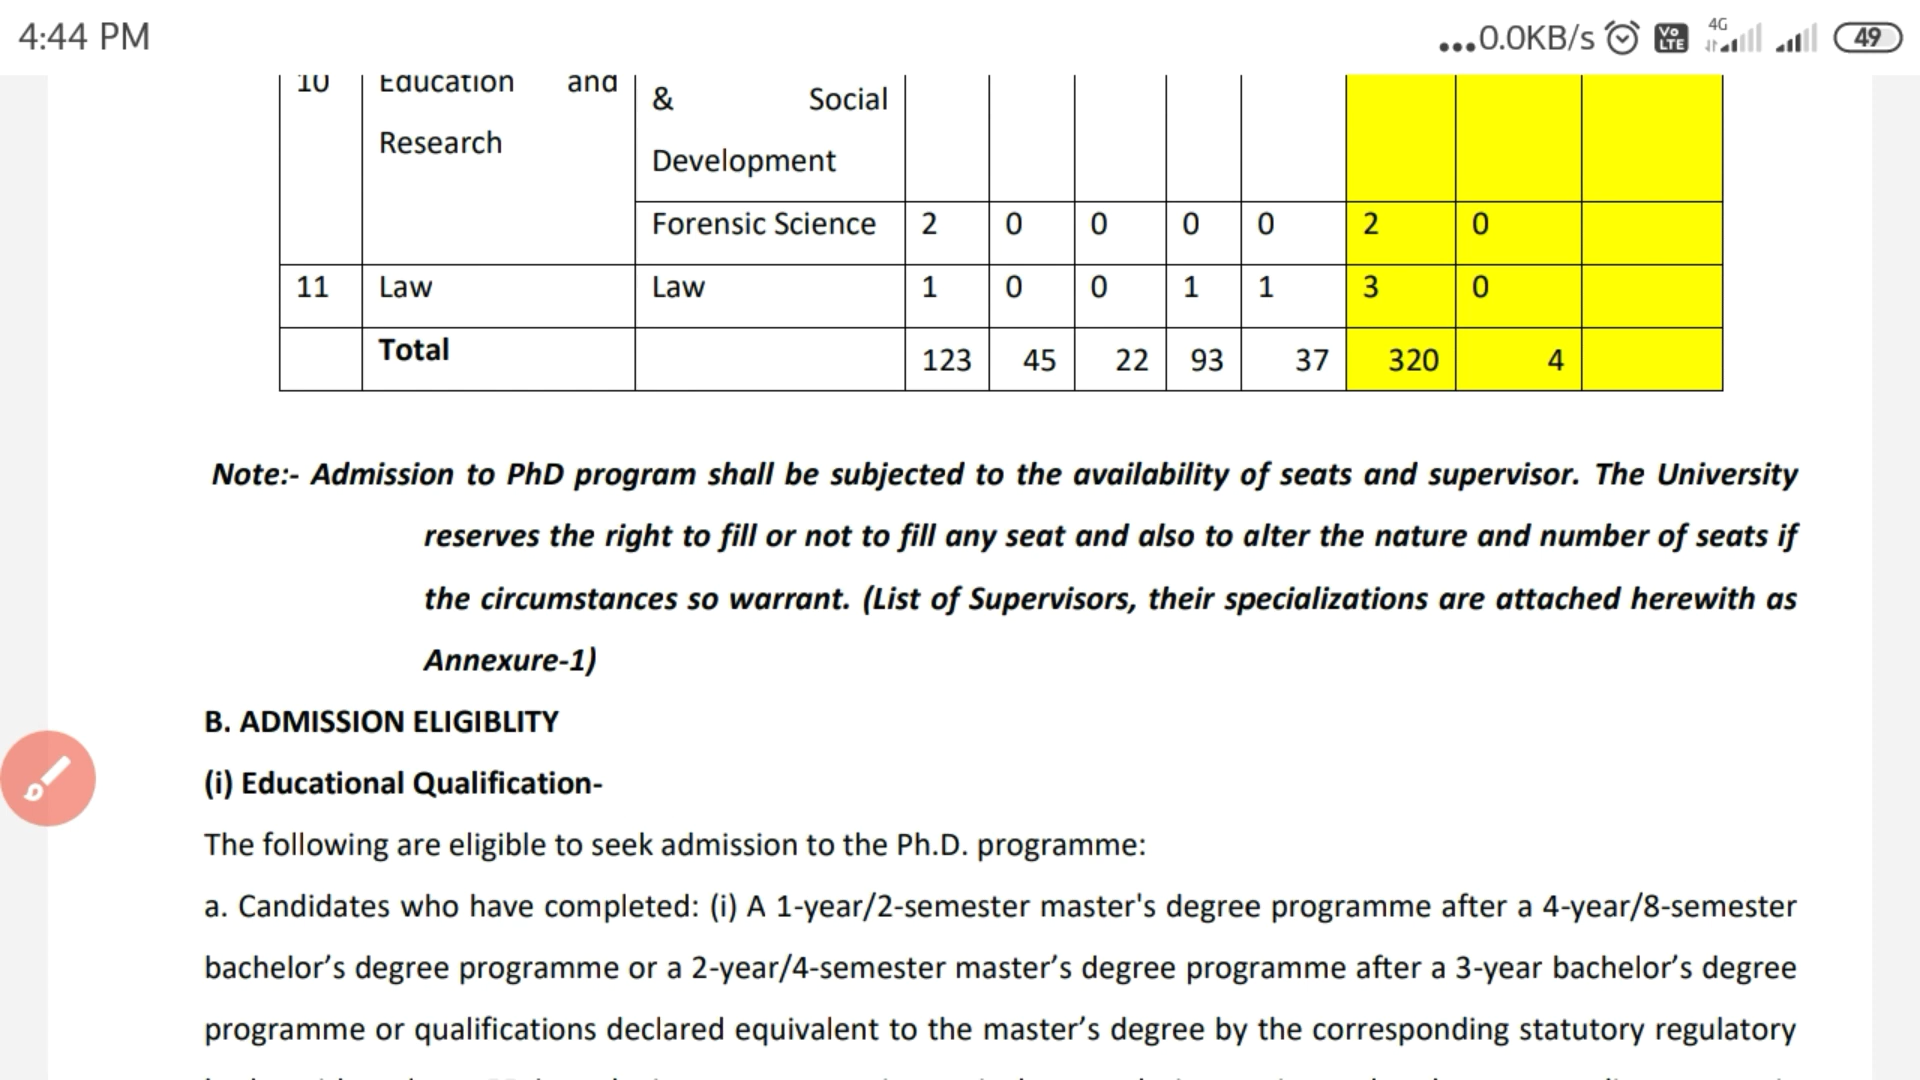 4:44 PM
...0.0KB/s
Vo LTE
4G
49
10 Education and
& Social
Research
Development
Forensic Science 2 0 0 0 0 2 0
11 Law Law 1 0 0 1 1 3 0
Total 123 45 22 93 37 320 4
Note:- Admission to PhD program shall be subjected to the availability of seats and supervisor. The University
reserves the right to fill or not to fill any seat and also to alter the nature and number of seats if
the circumstances so warrant. (List of Supervisors, their specializations are attached herewith as
Annexure-1)
B. ADMISSION ELIGIBLITY
(i) Educational Qualification-
The following are eligible to seek admission to the Ph.D. programme:
a. Candidates who have completed: (i) A 1-year/2-semester master's degree programme after a 4-year/8-semester
bachelor’s degree programme or a 2-year/4-semester master’s degree programme after a 3-year bachelor’s degree
programme or qualifications declared equivalent to the master’s degree by the corresponding statutory regulatory